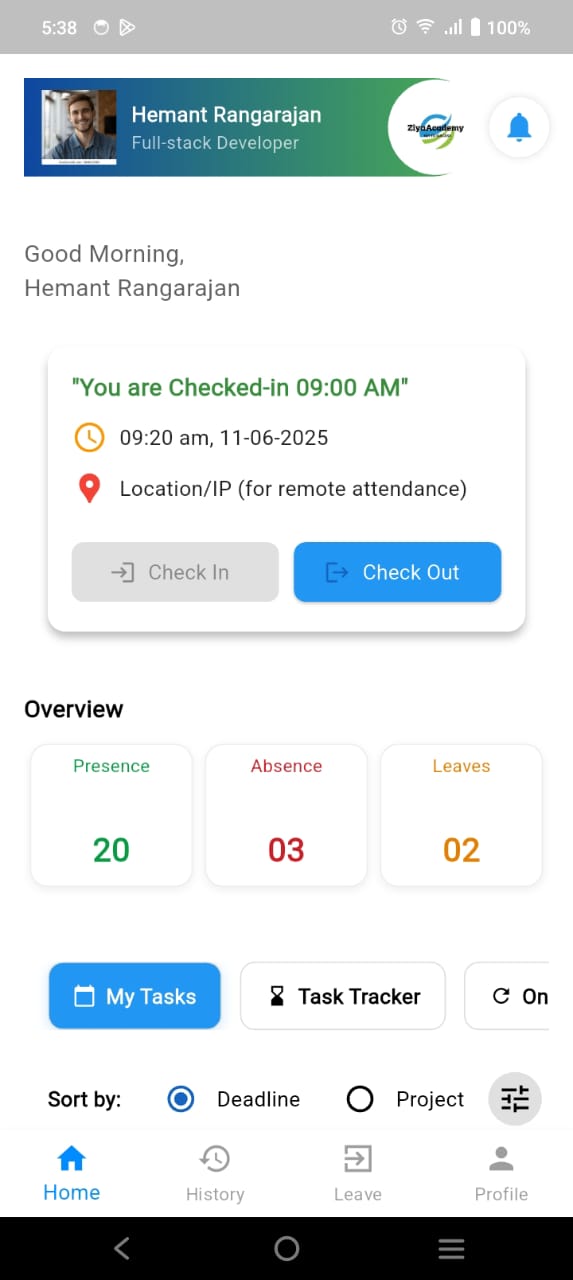 5:38
100%
Hemant Rangarajan
Full-stack Developer
ZiyaAcademy
Good Morning,
Hemant Rangarajan
"You are Checked-in 09:00 AM"
09:20 am, 11-06-2025
Location/IP (for remote attendance)
Check In
Check Out
Overview
Presence
Absence
Leaves
20
03
02
My Tasks
Task Tracker
On
Sort by:
Deadline
Project
Home
History
Leave
Profile